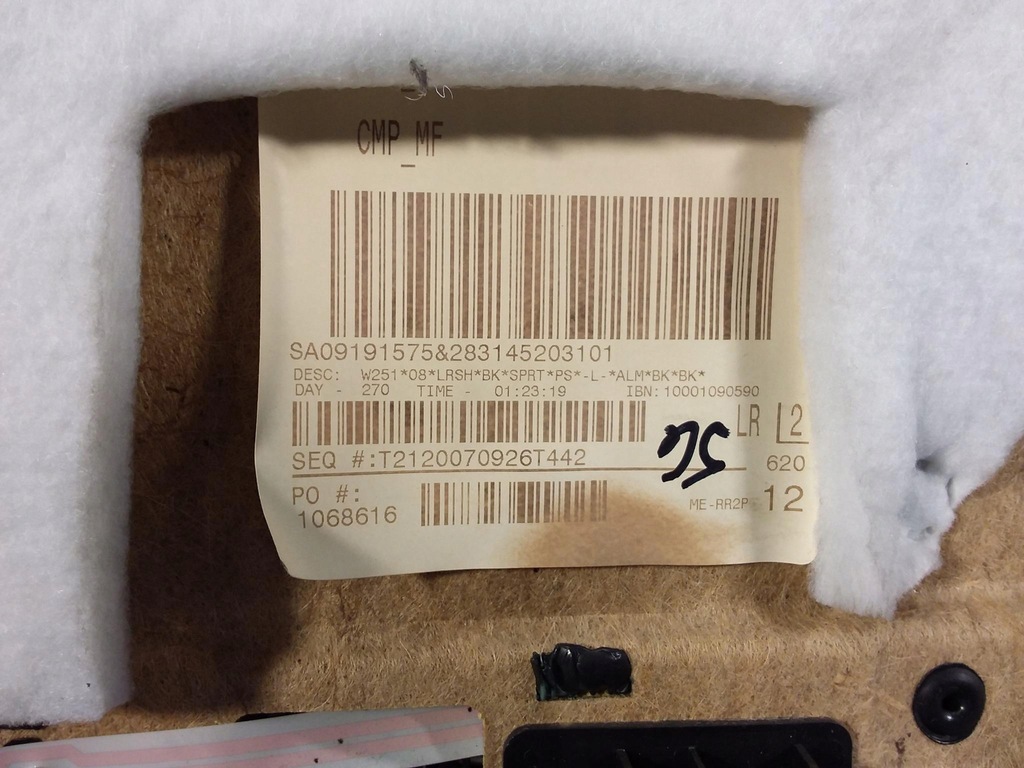 CMP_MF
SA09191575&283145203101
DESC: W251*08*LRSH*BK*SPRT*PS*-L-*ALM*BK*BK*
DAY - 270 TIME - 01:23:19 IBN:10001090590
LR L2
SEQ #:T2120070926T442
620
PO #:
1068616
ME-RR2P
12